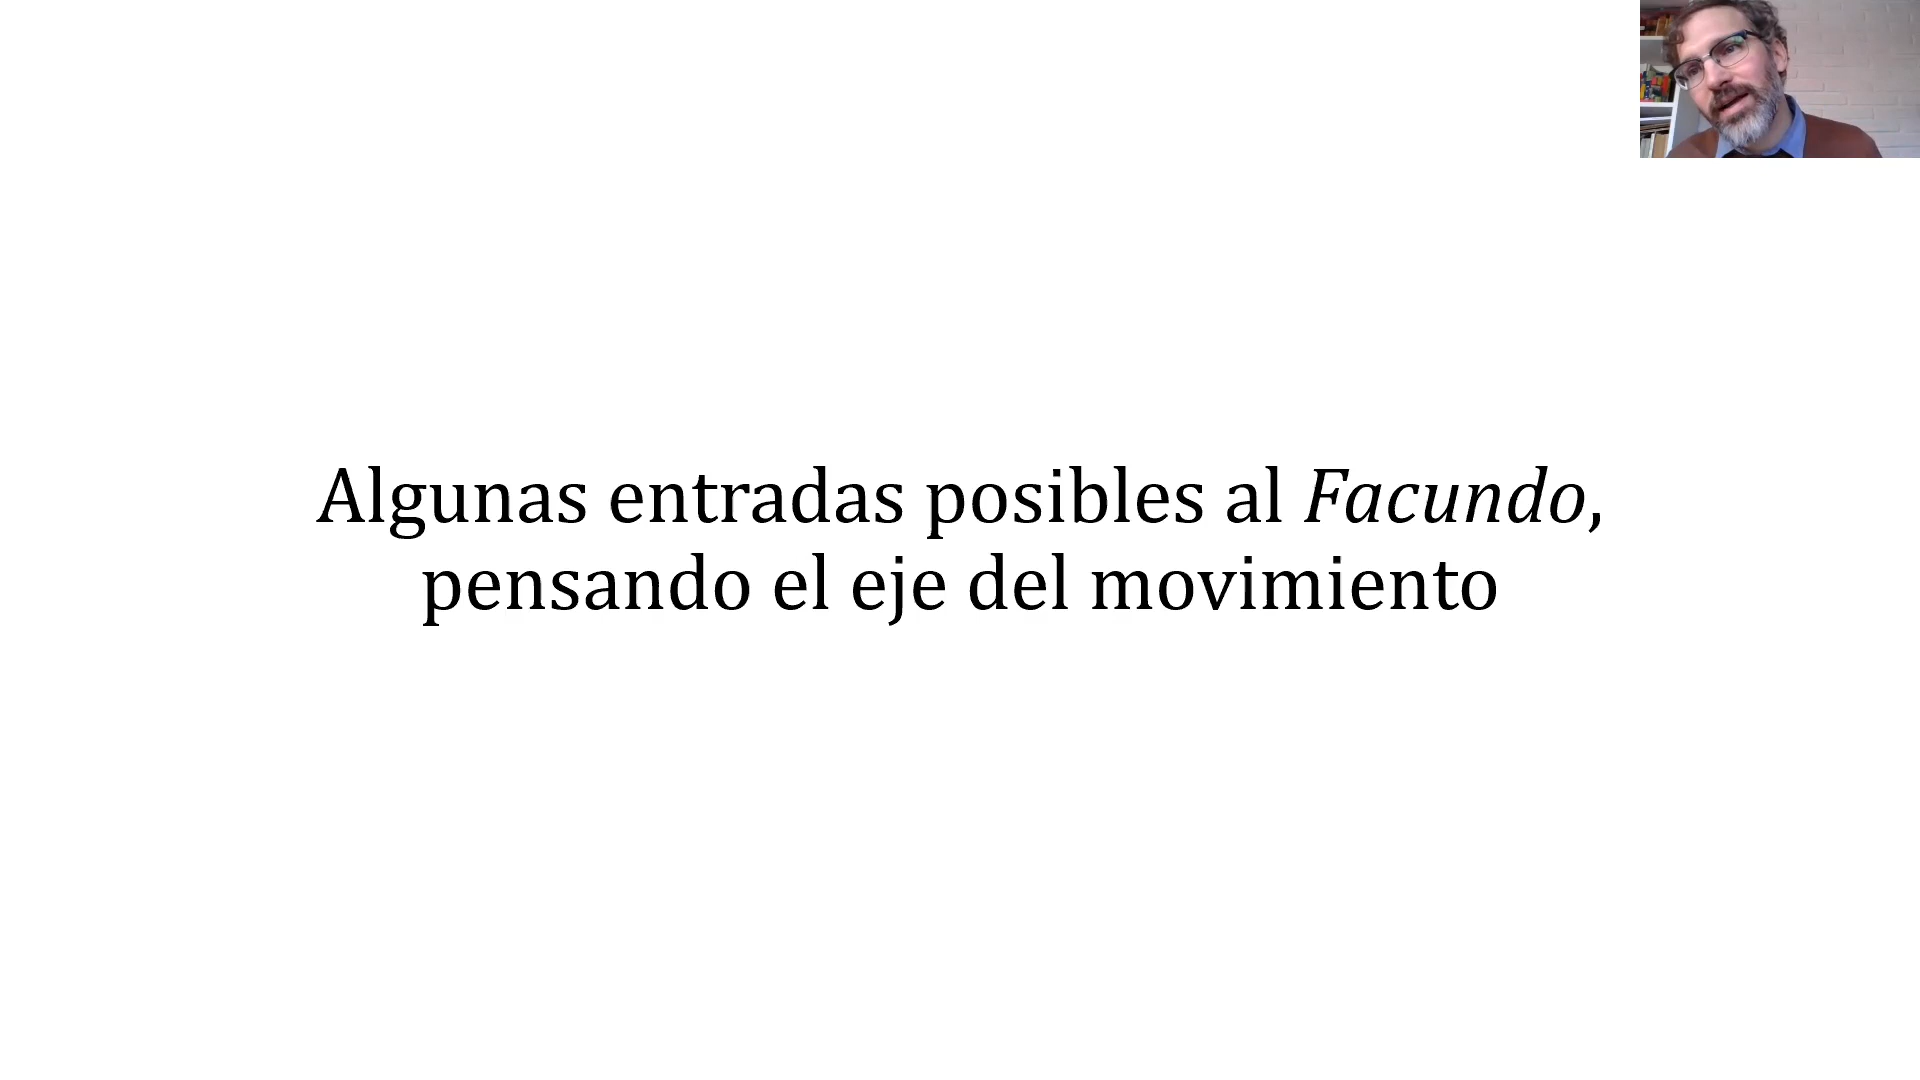 Algunas entradas posibles al Facundo,
pensando el eje del movimiento